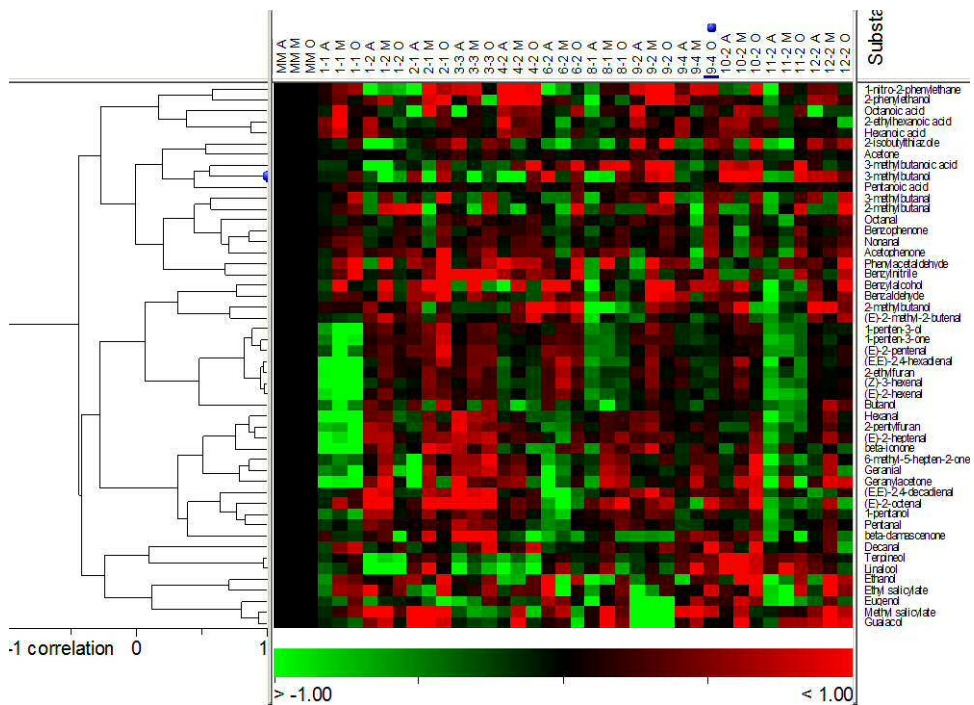 MM A
MM M
MM O
1-1 A
1-1 M
1-1 O
1-2 A
1-2 M
1-2 O
2-1 A
2-1 M
2-1 O
3-3 A
3-3 M
3-3 O
4-2 A
4-2 M
4-2 O
6-2 A
6-2 M
6-2 O
8-1 A
8-1 M
8-1 O
9-2 A
9-2 M
9-2 O
9-4 A
9-4 M
9-4 O
10-2 A
10-2 M
10-2 O
11-2 A
11-2 M
11-2 O
12-2 A
12-2 M
12-2 O
Substa
1-nitro-2-phenylethane
2-phenylethanol
Octanoic acid
2-ethylhexanoic acid
Hexanoic acid
2-isobutylthiazole
Acetone
3-methylbutanoic acid
3-methylbutanol
Pentanoic acid
3-methylbutanal
2-methylbutanal
Octanal
Benzophenone
Nonanal
Acetophenone
Phenylacetaldehyde
Benzylnitrile
Benzylalcohol
Benzaldehyde
2-methylbutanol
(E)-2-methyl-2-butenal
1-penten-3-ol
1-penten-3-one
(E)-2-pentenal
(E,E)-2,4-hexadienal
2-ethylfuran
(Z)-3-hexenal
(E)-2-hexenal
Butanol
Hexanal
2-pentylfuran
(E)-2-heptenal
beta-ionone
6-methyl-5-hepten-2-one
Geranial
Geranylacetone
(E,E)-2,4-decadienal
(E)-2-octenal
1-pentanol
Pentanal
beta-damascenone
Decanal
Terpineol
Linalool
Ethanol
Ethyl salicylate
Eugenol
Methyl salicylate
Guaiacol
-1 correlation 0 1
> -1.00 < 1.00